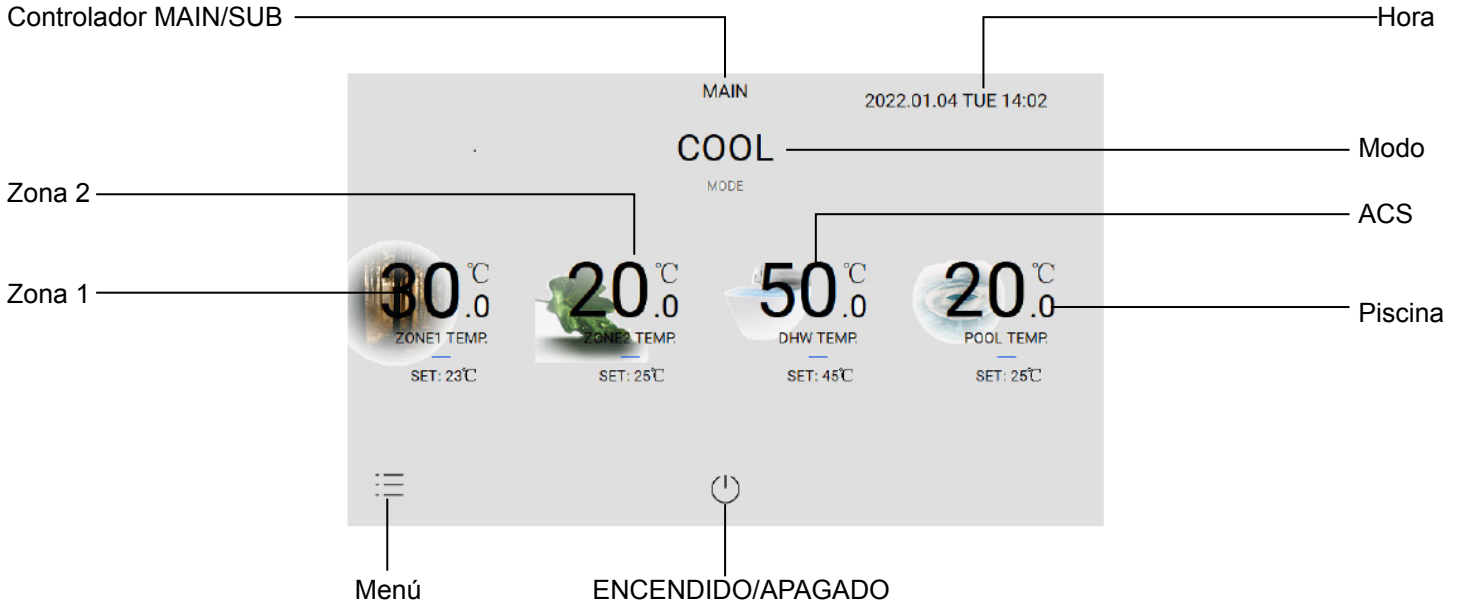 Controlador MAIN/SUB
Hora
MAIN
2022.01.04 TUE 14:02
COOL
Modo
MODE
Zona 2
ACS
Zona 1
30.0℃
20.0℃
50.0℃
20.0℃
Piscina
ZONE1 TEMP.
ZONE2 TEMP.
DHW TEMP.
POOL TEMP.
SET: 23℃
SET: 25℃
SET: 45℃
SET: 25℃
Menú
ENCENDIDO/APAGADO